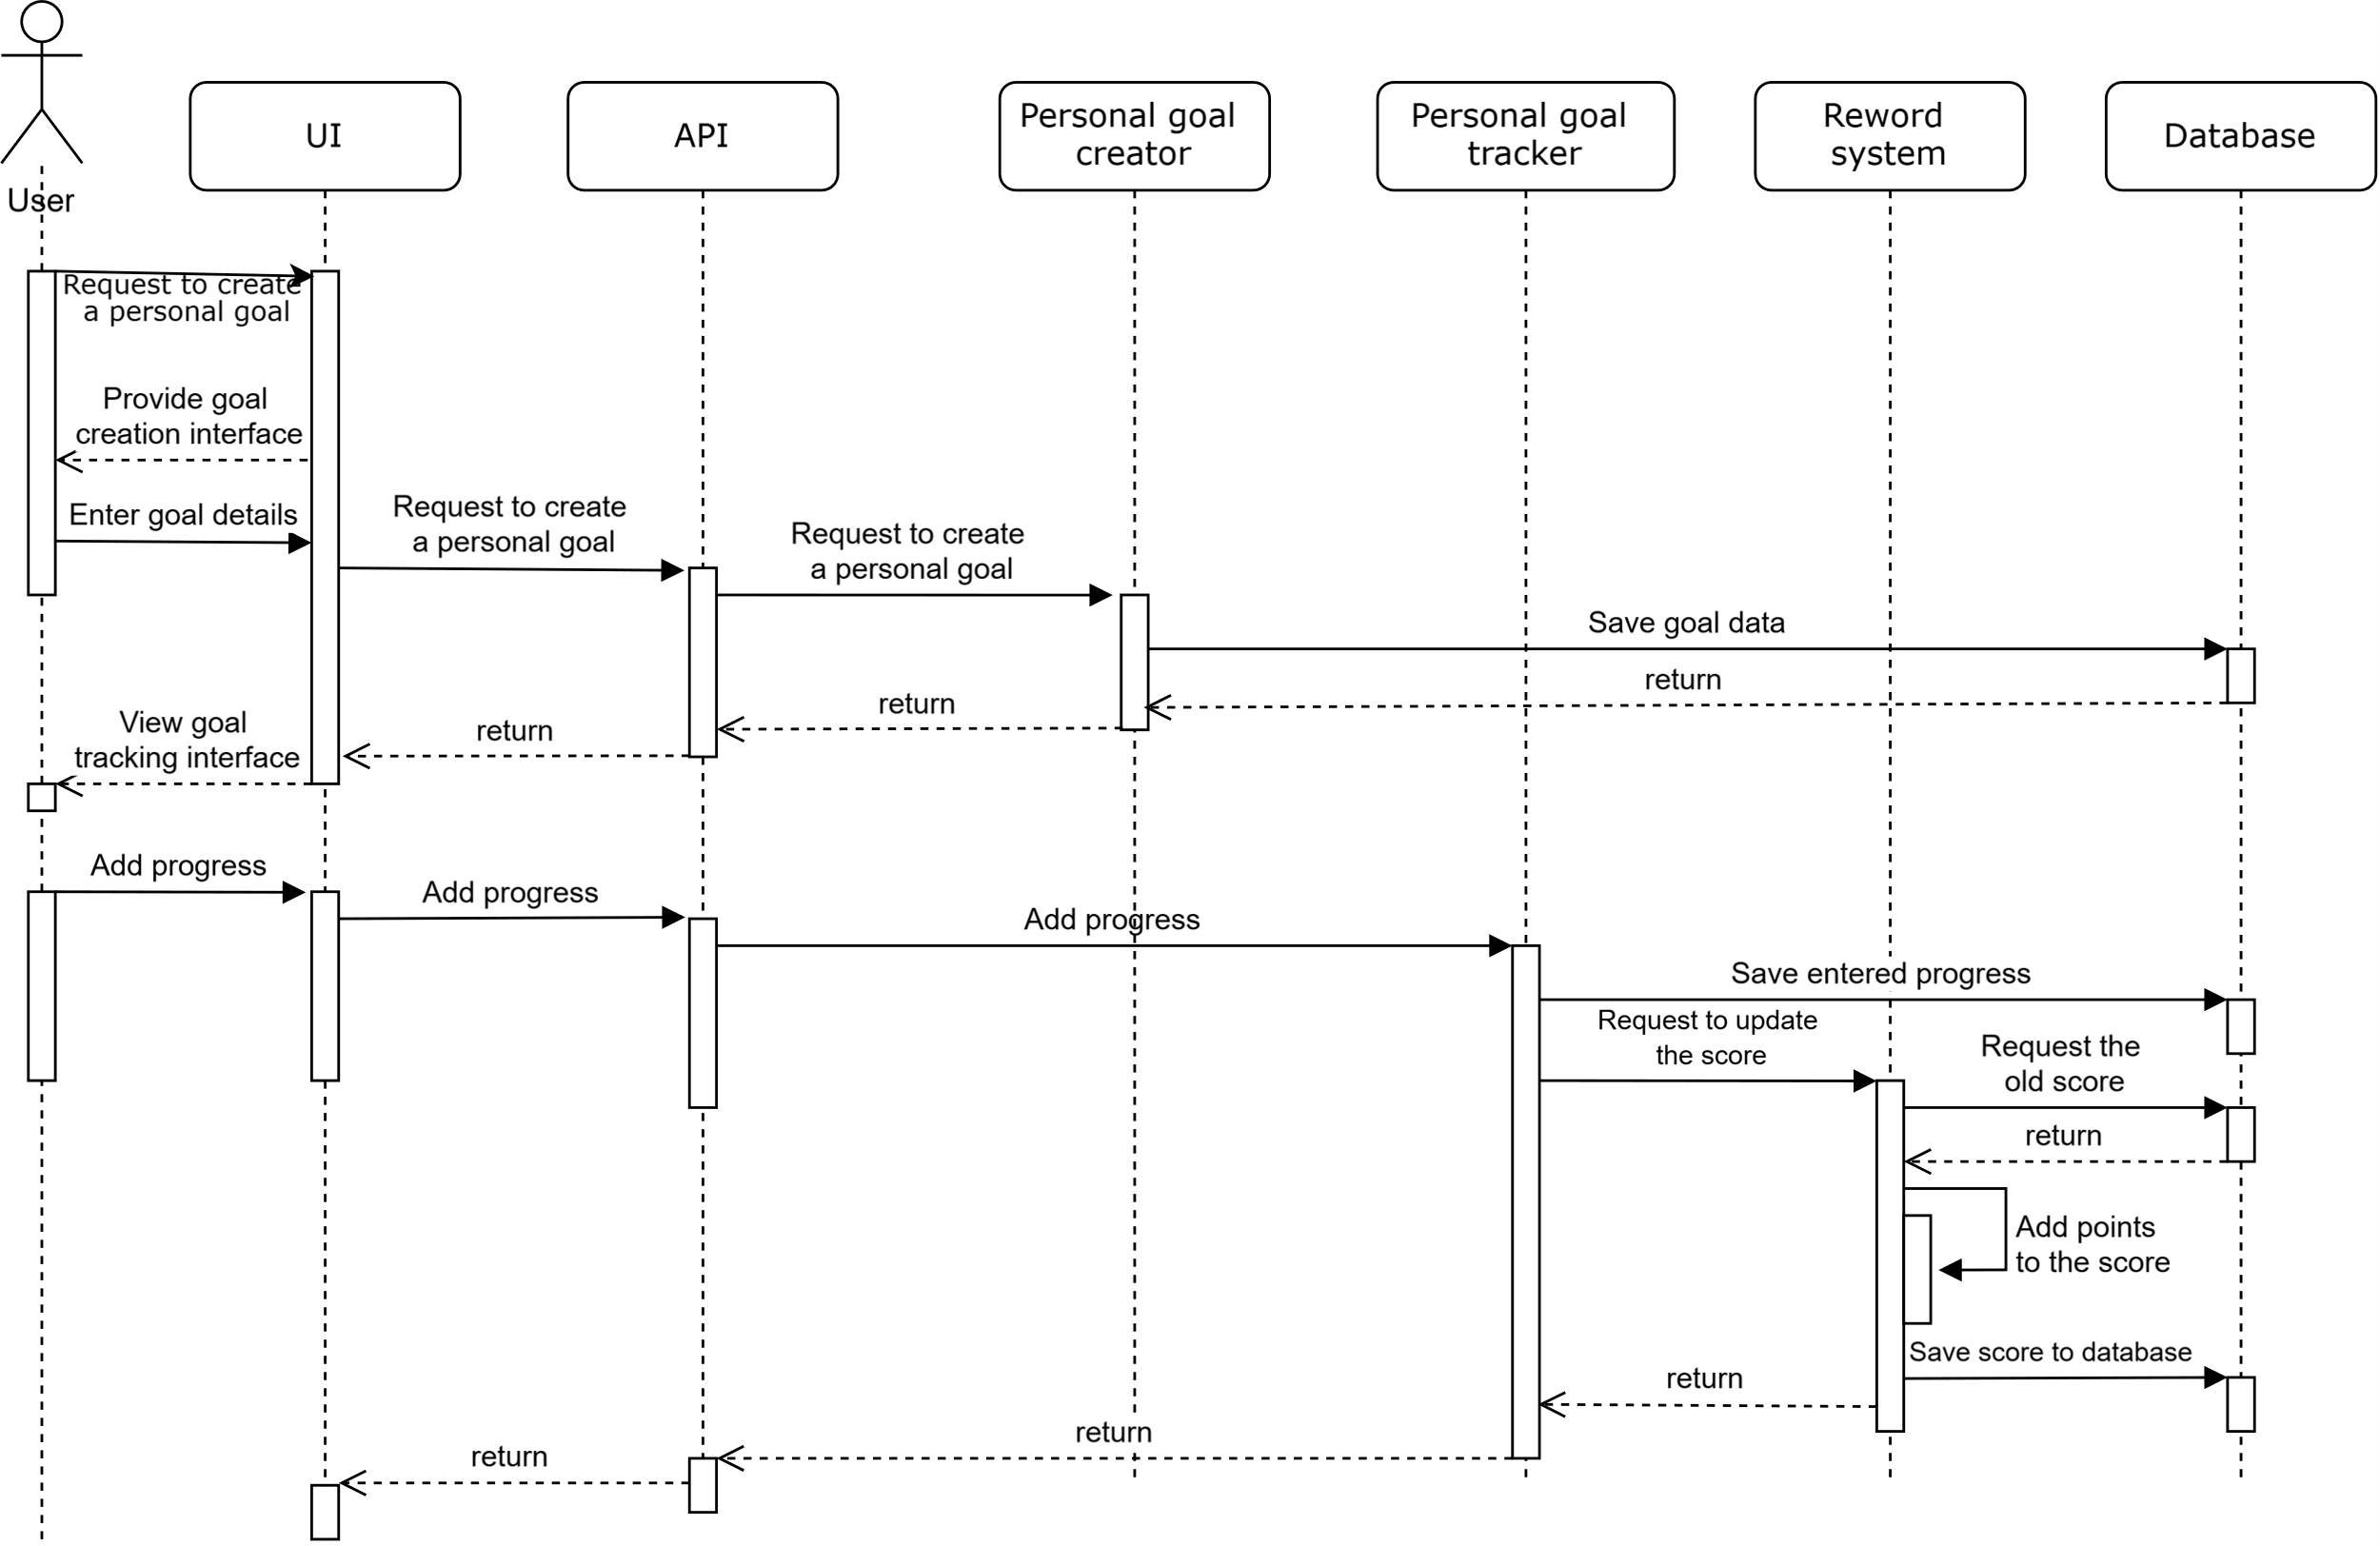 User
UI
API
Personal goal
creator
Personal goal
tracker
Reword
system
Database
Request to create
a personal goal
Provide goal
creation interface
Enter goal details
Request to create
a personal goal
Request to create
a personal goal
Save goal data
return
return
return
View goal
tracking interface
Add progress
Add progress
Add progress
Save entered progress
Request to update
the score
Request the
old score
return
Add points
to the score
Save score to database
return
return
return